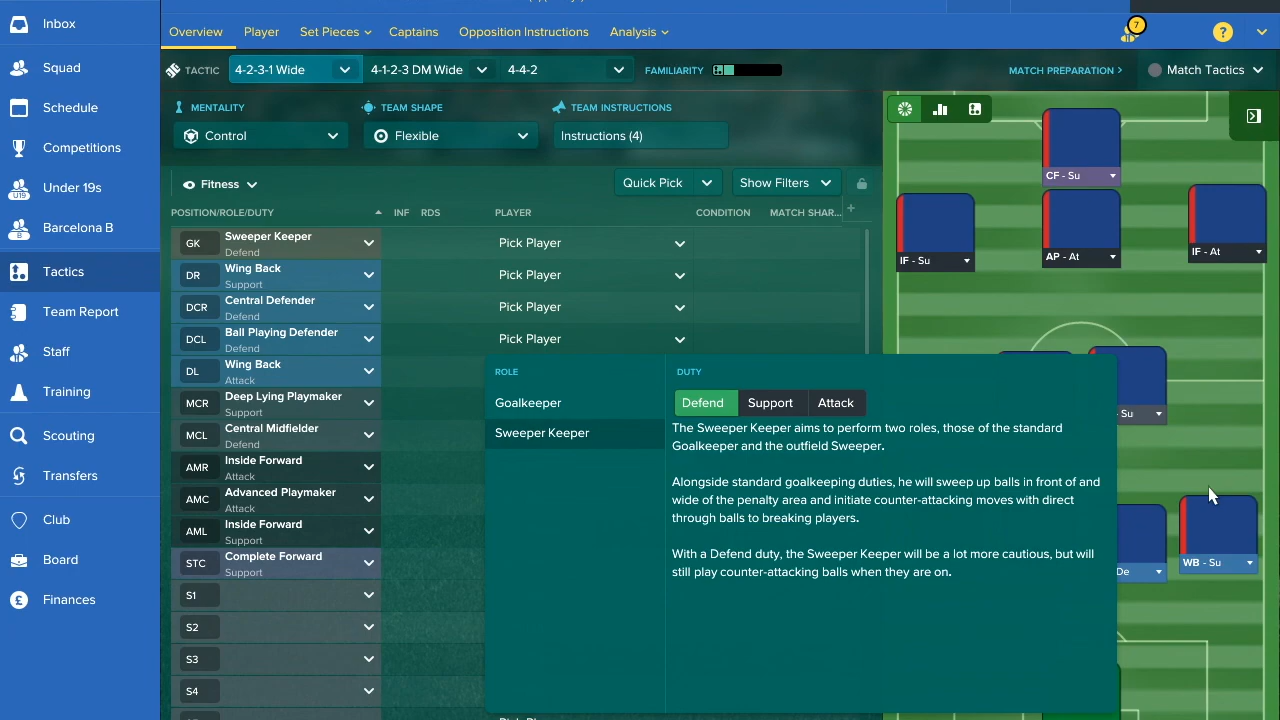 Inbox
Squad
Schedule
Competitions
Under 19s
U19
Barcelona B
B
Tactics
Team Report
Staff
Training
Scouting
Transfers
Club
Board
Finances
Overview
Player
Set Pieces
Captains
Opposition Instructions
Analysis
7
?
TACTIC
4-2-3-1 Wide
4-1-2-3 DM Wide
4-4-2
FAMILIARITY
MATCH PREPARATION >
Match Tactics
MENTALITY
TEAM SHAPE
TEAM INSTRUCTIONS
Control
Flexible
Instructions (4)
Fitness
Quick Pick
Show Filters
POSITION/ROLE/DUTY
INF
RDS
PLAYER
CONDITION
MATCH SHAR...
+
GK
Sweeper Keeper
Defend
Pick Player
DR
Wing Back
Support
Pick Player
DCR
Central Defender
Defend
Pick Player
DCL
Ball Playing Defender
Defend
Pick Player
DL
Wing Back
Attack
MCR
Deep Lying Playmaker
Support
MCL
Central Midfielder
Defend
AMR
Inside Forward
Attack
AMC
Advanced Playmaker
Attack
AML
Inside Forward
Support
STC
Complete Forward
Support
S1
S2
S3
S4
ROLE
Goalkeeper
Sweeper Keeper
DUTY
Defend
Support
Attack
The Sweeper Keeper aims to perform two roles, those of the standard
Goalkeeper and the outfield Sweeper.
Alongside standard goalkeeping duties, he will sweep up balls in front of and
wide of the penalty area and initiate counter-attacking moves with direct
through balls to breaking players.
With a Defend duty, the Sweeper Keeper will be a lot more cautious, but will
still play counter-attacking balls when they are on.
CF - Su
IF - Su
AP - At
IF - At
- Su
De
WB - Su